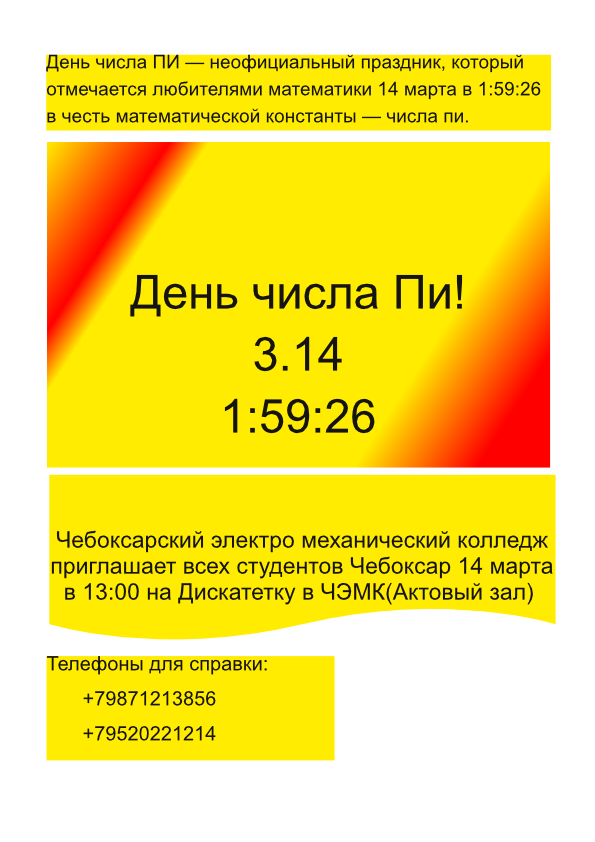 День числа ПИ — неофициальный праздник, который
отмечается любителями математики 14 марта в 1:59:26
в честь математической константы — числа пи.
День числа Пи!
3.14
1:59:26
Чебоксарский электро механический колледж
приглашает всех студентов Чебоксар 14 марта
в 13:00 на Дискатетку в ЧЭМК(Актовый зал)
Телефоны для справки:
+79871213856
+79520221214